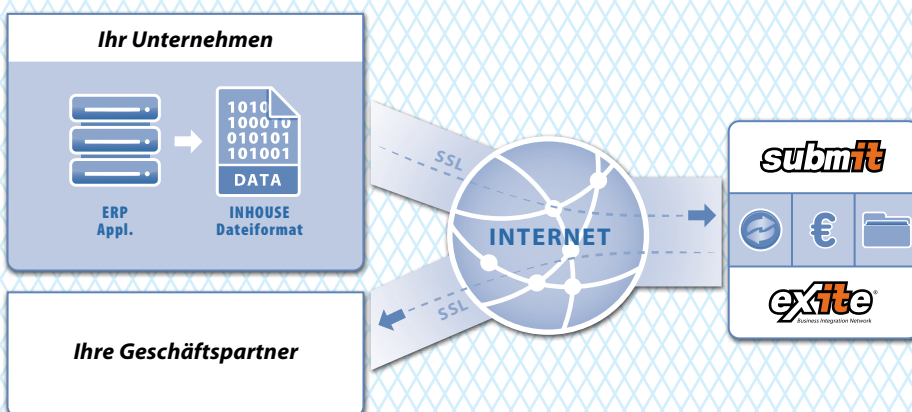 Ihr Unternehmen
1010
100010
010101
101001
DATA
ERP
Appl.
INHOUSE
Dateiformat
SSL
INTERNET
SSL
Ihre Geschäftspartner
submit
€
exite®
Business Integration Network